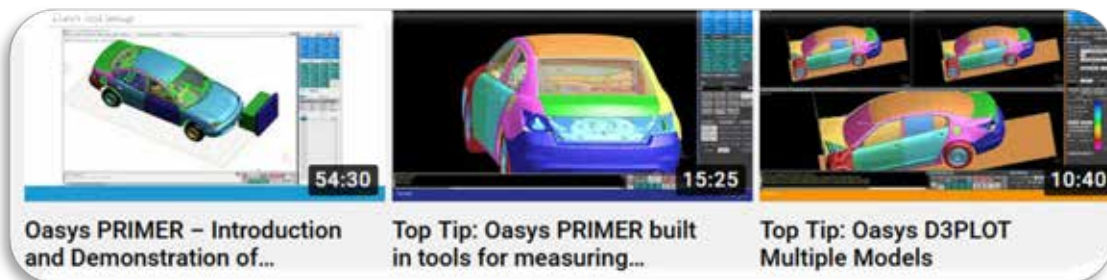 54:30
15:25
10:40
Oasys PRIMER – Introduction
and Demonstration of...
Top Tip: Oasys PRIMER built
in tools for measuring...
Top Tip: Oasys D3PLOT
Multiple Models